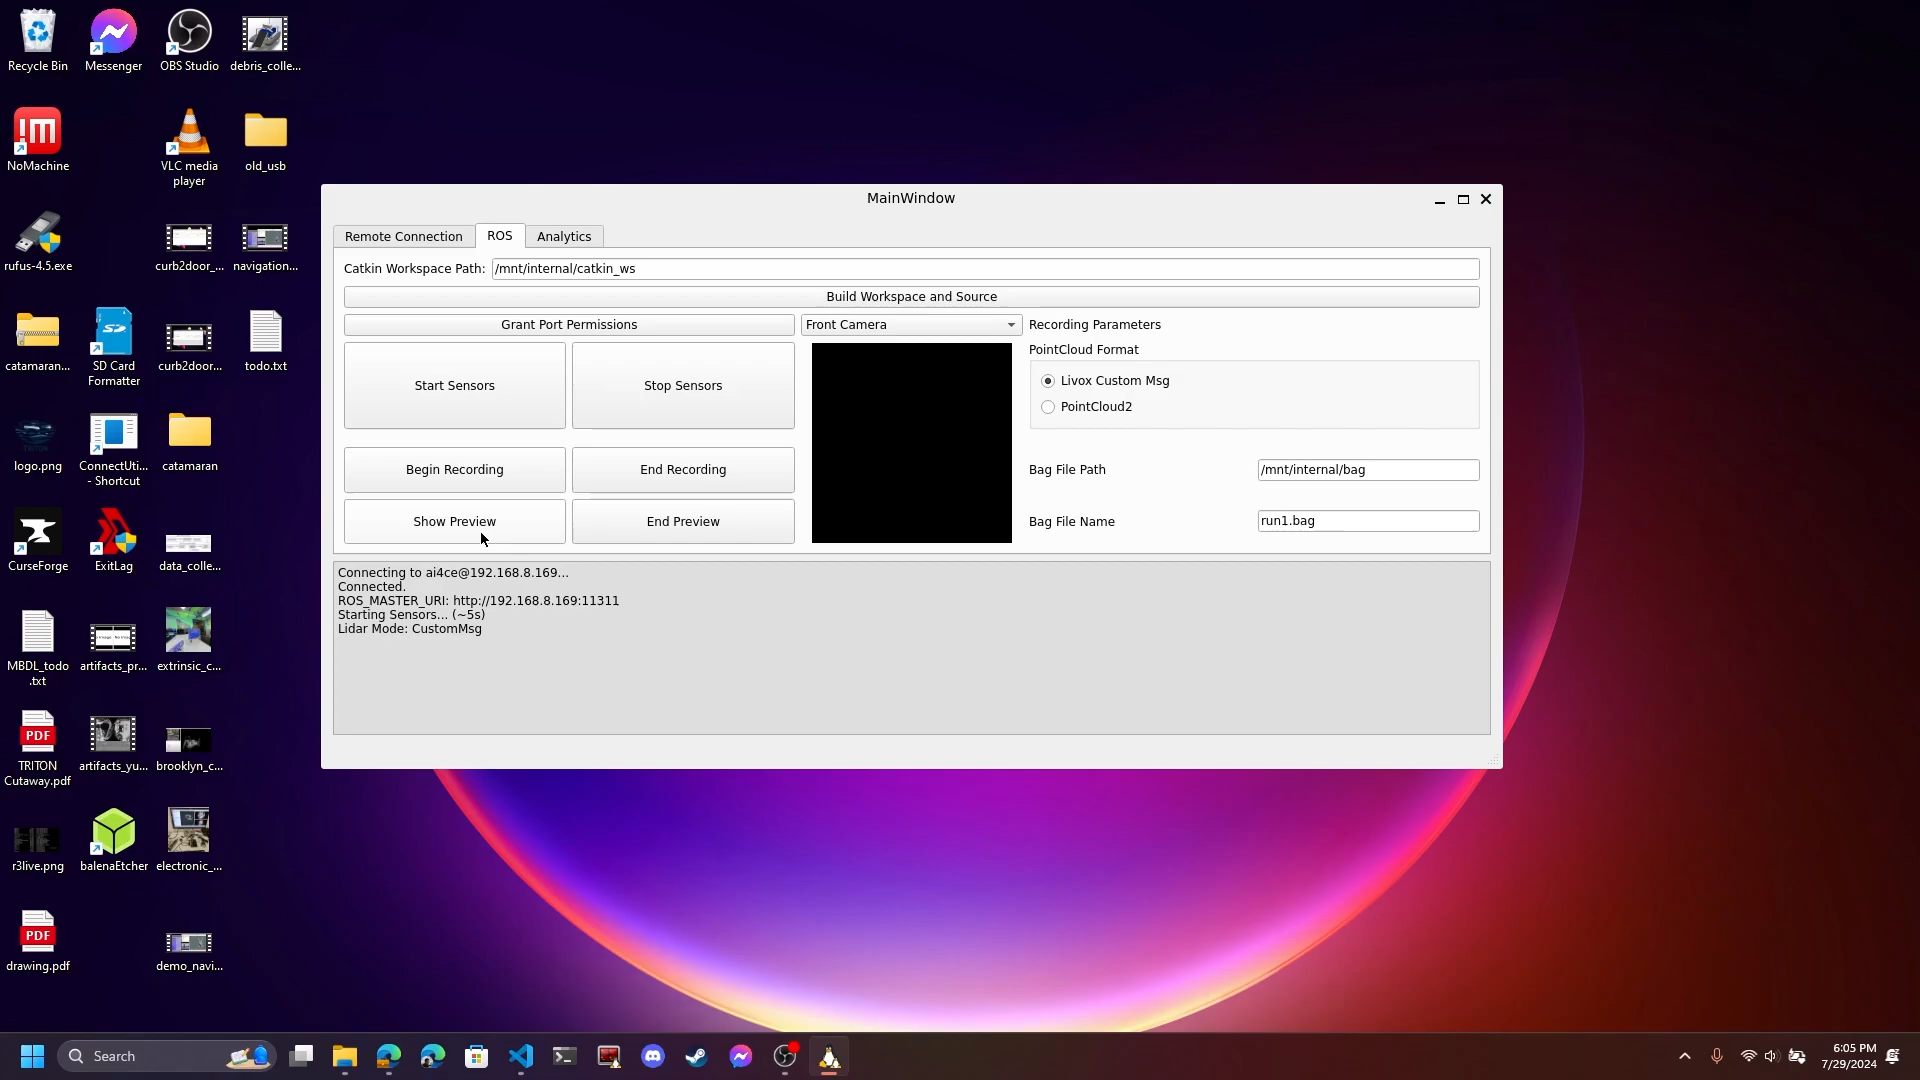 Recycle Bin
Messenger
OBS Studio
debris_colle...
NoMachine
VLC media
player
old_usb
rufus-4.5.exe
curb2door_...
navigation...
catamaran...
SD Card
Formatter
curb2door...
todo.txt
logo.png
ConnectUti...
- Shortcut
catamaran
CurseForge
ExitLag
data_colle...
MBDL_todo
.txt
artifacts_pr...
extrinsic_c...
PDF
TRITON
Cutaway.pdf
artifacts_yu...
brooklyn_c...
r3live.png
balenaEtcher
electronic_...
PDF
drawing.pdf
demo_navi...
MainWindow
Remote Connection
ROS
Analytics
Catkin Workspace Path:
/mnt/internal/catkin_ws
Build Workspace and Source
Grant Port Permissions
Front Camera
Recording Parameters
PointCloud Format
Start Sensors
Stop Sensors
Livox Custom Msg
PointCloud2
Begin Recording
End Recording
Bag File Path
/mnt/internal/bag
Show Preview
End Preview
Bag File Name
run1.bag
Connecting to ai4ce@192.168.8.169...
Connected.
ROS_MASTER_URI: http://192.168.8.169:11311
Starting Sensors... (~5s)
Lidar Mode: CustomMsg
Search
6:05 PM
7/29/2024